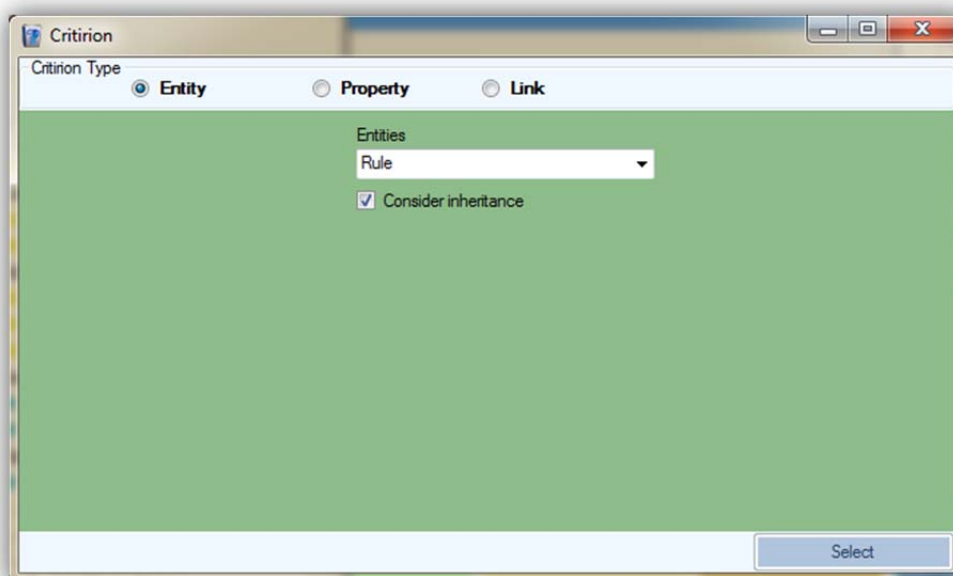 Critirion
Critirion Type
Entity Property Link
Entities
Rule
Consider inheritance
Select